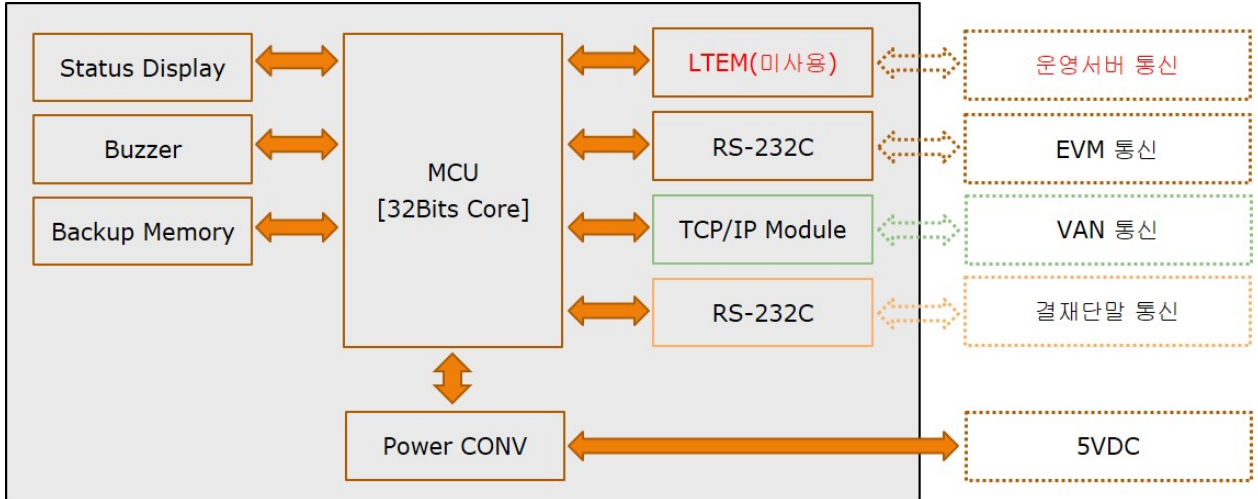 Status Display
LTEM(미사용)
운영서버 통신
Buzzer
RS-232C
EVM 통신
MCU
[32Bits Core]
Backup Memory
TCP/IP Module
VAN 통신
RS-232C
결재단말 통신
Power CONV
5VDC